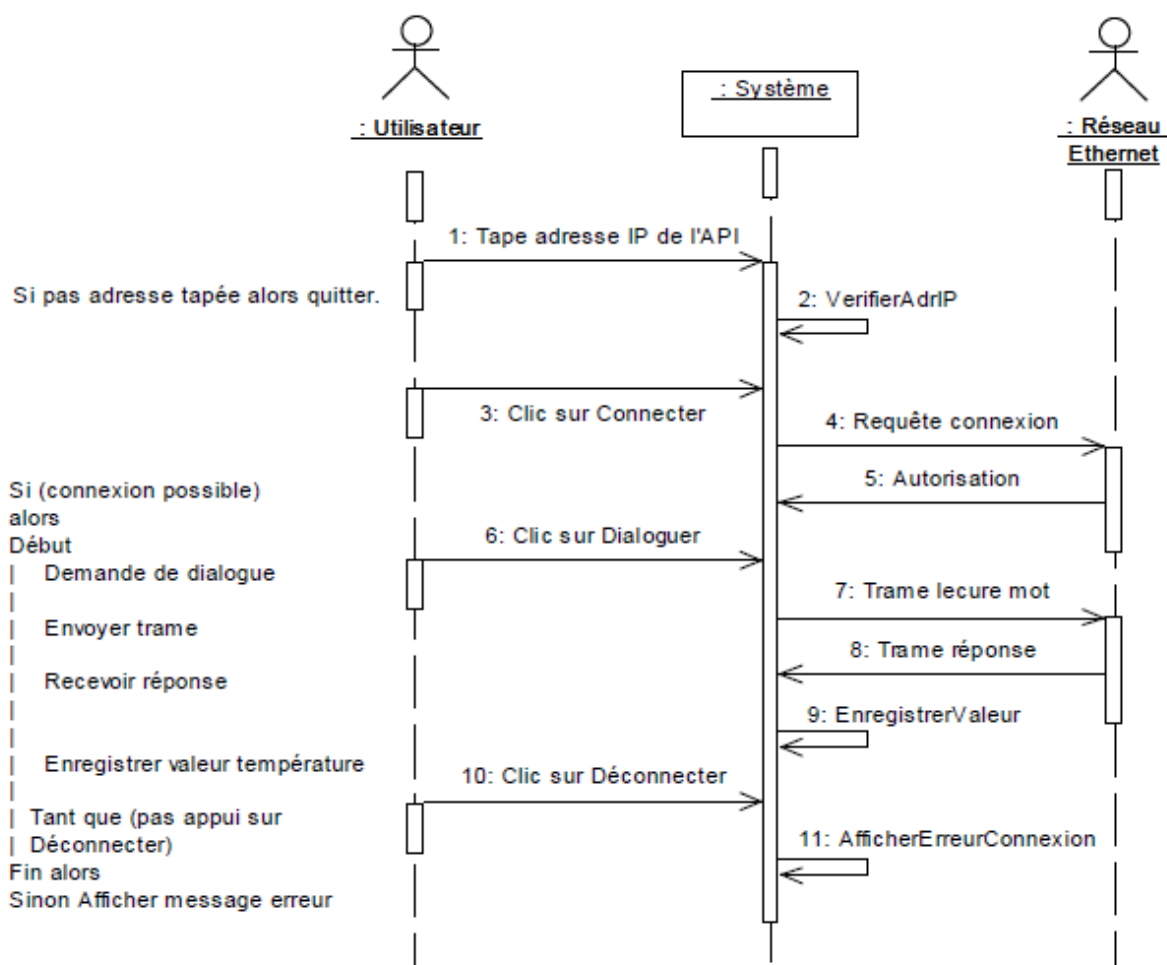 : Utilisateur
: Système
: Réseau
Ethernet
1: Tape adresse IP de l'API
Si pas adresse tapée alors quitter.
2: VerifierAdrIP
3: Clic sur Connecter
4: Requête connexion
5: Autorisation
Si (connexion possible)
alors
Début
6: Clic sur Dialoguer
| Demande de dialogue
|
7: Trame lecure mot
| Envoyer trame
|
8: Trame réponse
| Recevoir réponse
|
9: EnregistrerValeur
|
| Enregistrer valeur température
|
10: Clic sur Déconnecter
| Tant que (pas appui sur
| Déconnecter)
11: AfficherErreurConnexion
Fin alors
Sinon Afficher message erreur